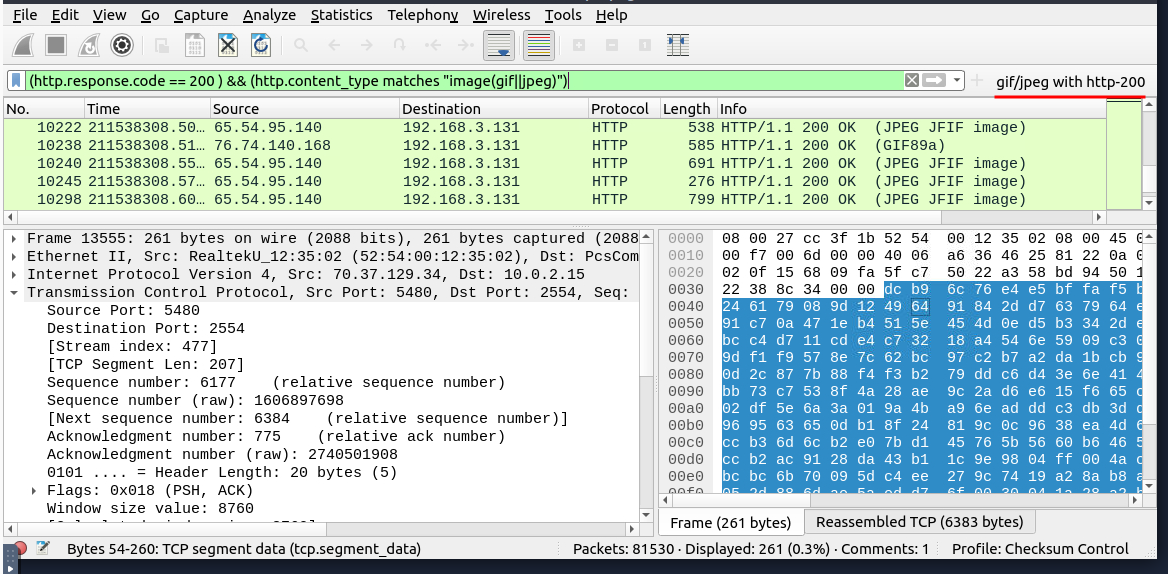 File Edit View Go Capture Analyze Statistics Telephony Wireless Tools Help
(http.response.code == 200 ) && (http.content_type matches "image(gif||jpeg)") gif/jpeg with http-200
No. Time Source Destination Protocol Length Info
10222 211538308.50… 65.54.95.140 192.168.3.131 HTTP 538 HTTP/1.1 200 OK (JPEG JFIF image)
10238 211538308.51… 76.74.140.168 192.168.3.131 HTTP 585 HTTP/1.1 200 OK (GIF89a)
10240 211538308.55… 65.54.95.140 192.168.3.131 HTTP 691 HTTP/1.1 200 OK (JPEG JFIF image)
10245 211538308.57… 65.54.95.140 192.168.3.131 HTTP 276 HTTP/1.1 200 OK (JPEG JFIF image)
10298 211538308.60… 65.54.95.140 192.168.3.131 HTTP 799 HTTP/1.1 200 OK (JPEG JFIF image)
Frame 13555: 261 bytes on wire (2088 bits), 261 bytes captured (2088
Ethernet II, Src: RealtekU_12:35:02 (52:54:00:12:35:02), Dst: PcsCom
Internet Protocol Version 4, Src: 70.37.129.34, Dst: 10.0.2.15
Transmission Control Protocol, Src Port: 5480, Dst Port: 2554, Seq:
Source Port: 5480
Destination Port: 2554
[Stream index: 477]
[TCP Segment Len: 207]
Sequence number: 6177 (relative sequence number)
Sequence number (raw): 1606897698
[Next sequence number: 6384 (relative sequence number)]
Acknowledgment number: 775 (relative ack number)
Acknowledgment number (raw): 2740501908
0101 .... = Header Length: 20 bytes (5)
Flags: 0x018 (PSH, ACK)
Window size value: 8760
0000 08 00 27 cc 3f 1b 52 54 00 12 35 02 08 00 45
0010 00 f7 00 6d 00 00 40 06 a6 36 46 25 81 22 0a
0020 02 0f 15 68 09 fa 5f c7 50 22 a3 58 bd 94 50
0030 22 38 8c 34 00 00 dc b9 6c 76 e4 e5 bf fa f5
0040 24 61 79 08 9d 12 49 64 91 84 2d d7 63 79 64
0050 91 c7 0a 47 1e b4 51 5e 45 4d 0e d5 b3 34 2d
0060 bc c4 d7 11 cd e4 c7 32 18 a4 54 6e 59 09 c3
0070 9d f1 f9 57 8e 7c 62 bc 97 c2 b7 a2 da 1b cb
0080 0d 2c 87 7b 88 f4 f3 b2 79 dd c6 d4 3e 6e 41
0090 bb 73 c7 53 8f 4a 28 ae 9c 2a d6 e6 15 f6 65
00a0 02 df 5e 6a 3a 01 9a 4b a9 6e ad dd c3 db 3d
00b0 96 95 63 65 0d b1 8f 24 81 9c 0c 96 38 ea 4d
00c0 cc b3 6d 6c b2 e0 7b d1 45 76 5b 56 60 b6 46
00d0 cc b2 ac 91 28 da 43 b1 1c 9e 98 04 ff 00 4a
00e0 bc bc 6b 70 09 5d c4 ee 27 9c 74 19 a2 8a b8
Frame (261 bytes) Reassembled TCP (6383 bytes)
Bytes 54-260: TCP segment data (tcp.segment_data) Packets: 81530 · Displayed: 261 (0.3%) · Comments: 1 Profile: Checksum Control